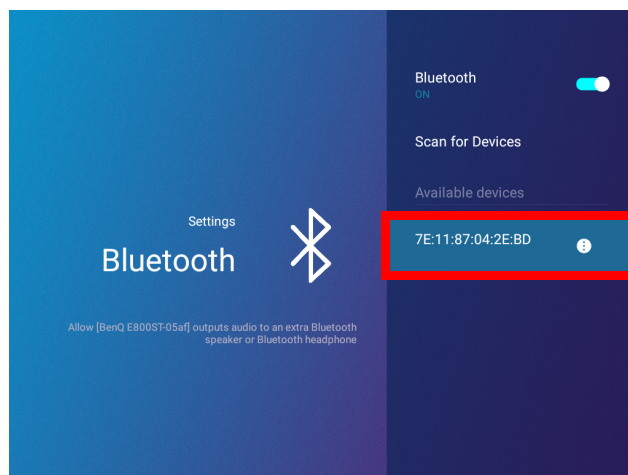 Settings
Bluetooth
Allow [BenQ E800ST-05af] outputs audio to an extra Bluetooth
speaker or Bluetooth headphone
Bluetooth
ON
Scan for Devices
Available devices
7E:11:87:04:2E:BD